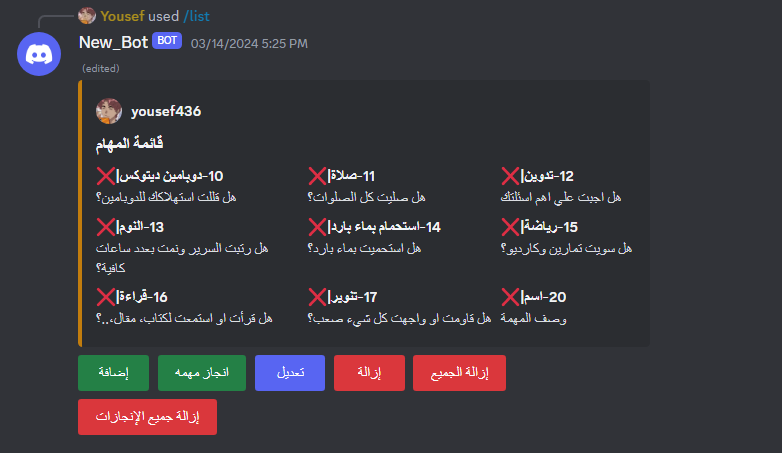 Yousef used /list
New_Bot BOT 03/14/2024 5:25 PM
(edited)
yousef436
قائمة المهام
❌|10-دوبامين ديتوكس
هل قللت استهلاكك للدوبامين؟
❌|11-صلاة
هل صليت كل الصلوات؟
❌|12-تدوين
هل اجبت علي اهم اسئلتك
❌|13-النوم
هل رتبت السرير ونمت بعدد ساعات
كافية؟
❌|14-استحمام بماء بارد
هل استحميت بماء بارد؟
❌|15-رياضة
هل سويت تمارين وكارديو؟
❌|16-قراءة
هل قرأت او استمعت لكتاب، مقال،..؟
❌|17-تنوير
هل قاومت او واجهت كل شيء صعب؟
❌|20-اسم
وصف المهمة
إضافة
انجاز مهمه
تعديل
إزالة
إزالة الجميع
إزالة جميع الإنجازات